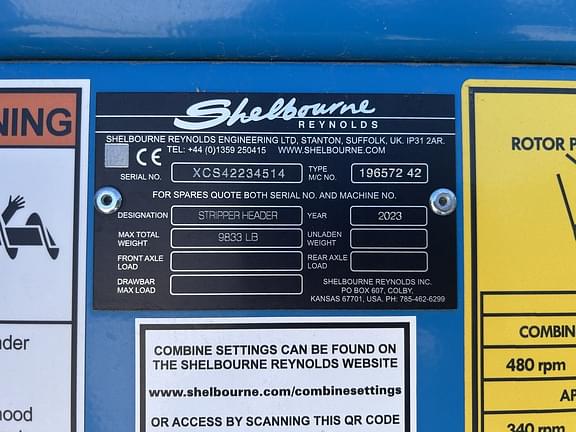 NING
Shelbourne
REYNOLDS
SHELBOURNE REYNOLDS ENGINEERING LTD, STANTON, SUFFOLK, UK. IP31 2AR.
TEL: +44 (0)1359 250415 WWW.SHELBOURNE.COM
CE
SERIAL NO. XCS42234514 TYPE M/C NO. 196572 42
FOR SPARES QUOTE BOTH SERIAL NO. AND MACHINE NO.
DESIGNATION STRIPPER HEADER YEAR 2023
MAX TOTAL WEIGHT 9833 LB UNLADEN WEIGHT
FRONT AXLE LOAD REAR AXLE LOAD
DRAWBAR MAX LOAD
SHELBOURNE REYNOLDS INC.
PO BOX 607, COLBY,
KANSAS 67701, USA. PH: 785-462-6299
COMBINE SETTINGS CAN BE FOUND
ON THE SHELBOURNE REYNOLDS WEBSITE
www.shelbourne.com/combinesettings
OR ACCESS BY SCANNING THIS QR CODE
nder
hood
ROTOR P
COMBIN
480 rpm
AP
340 rpm